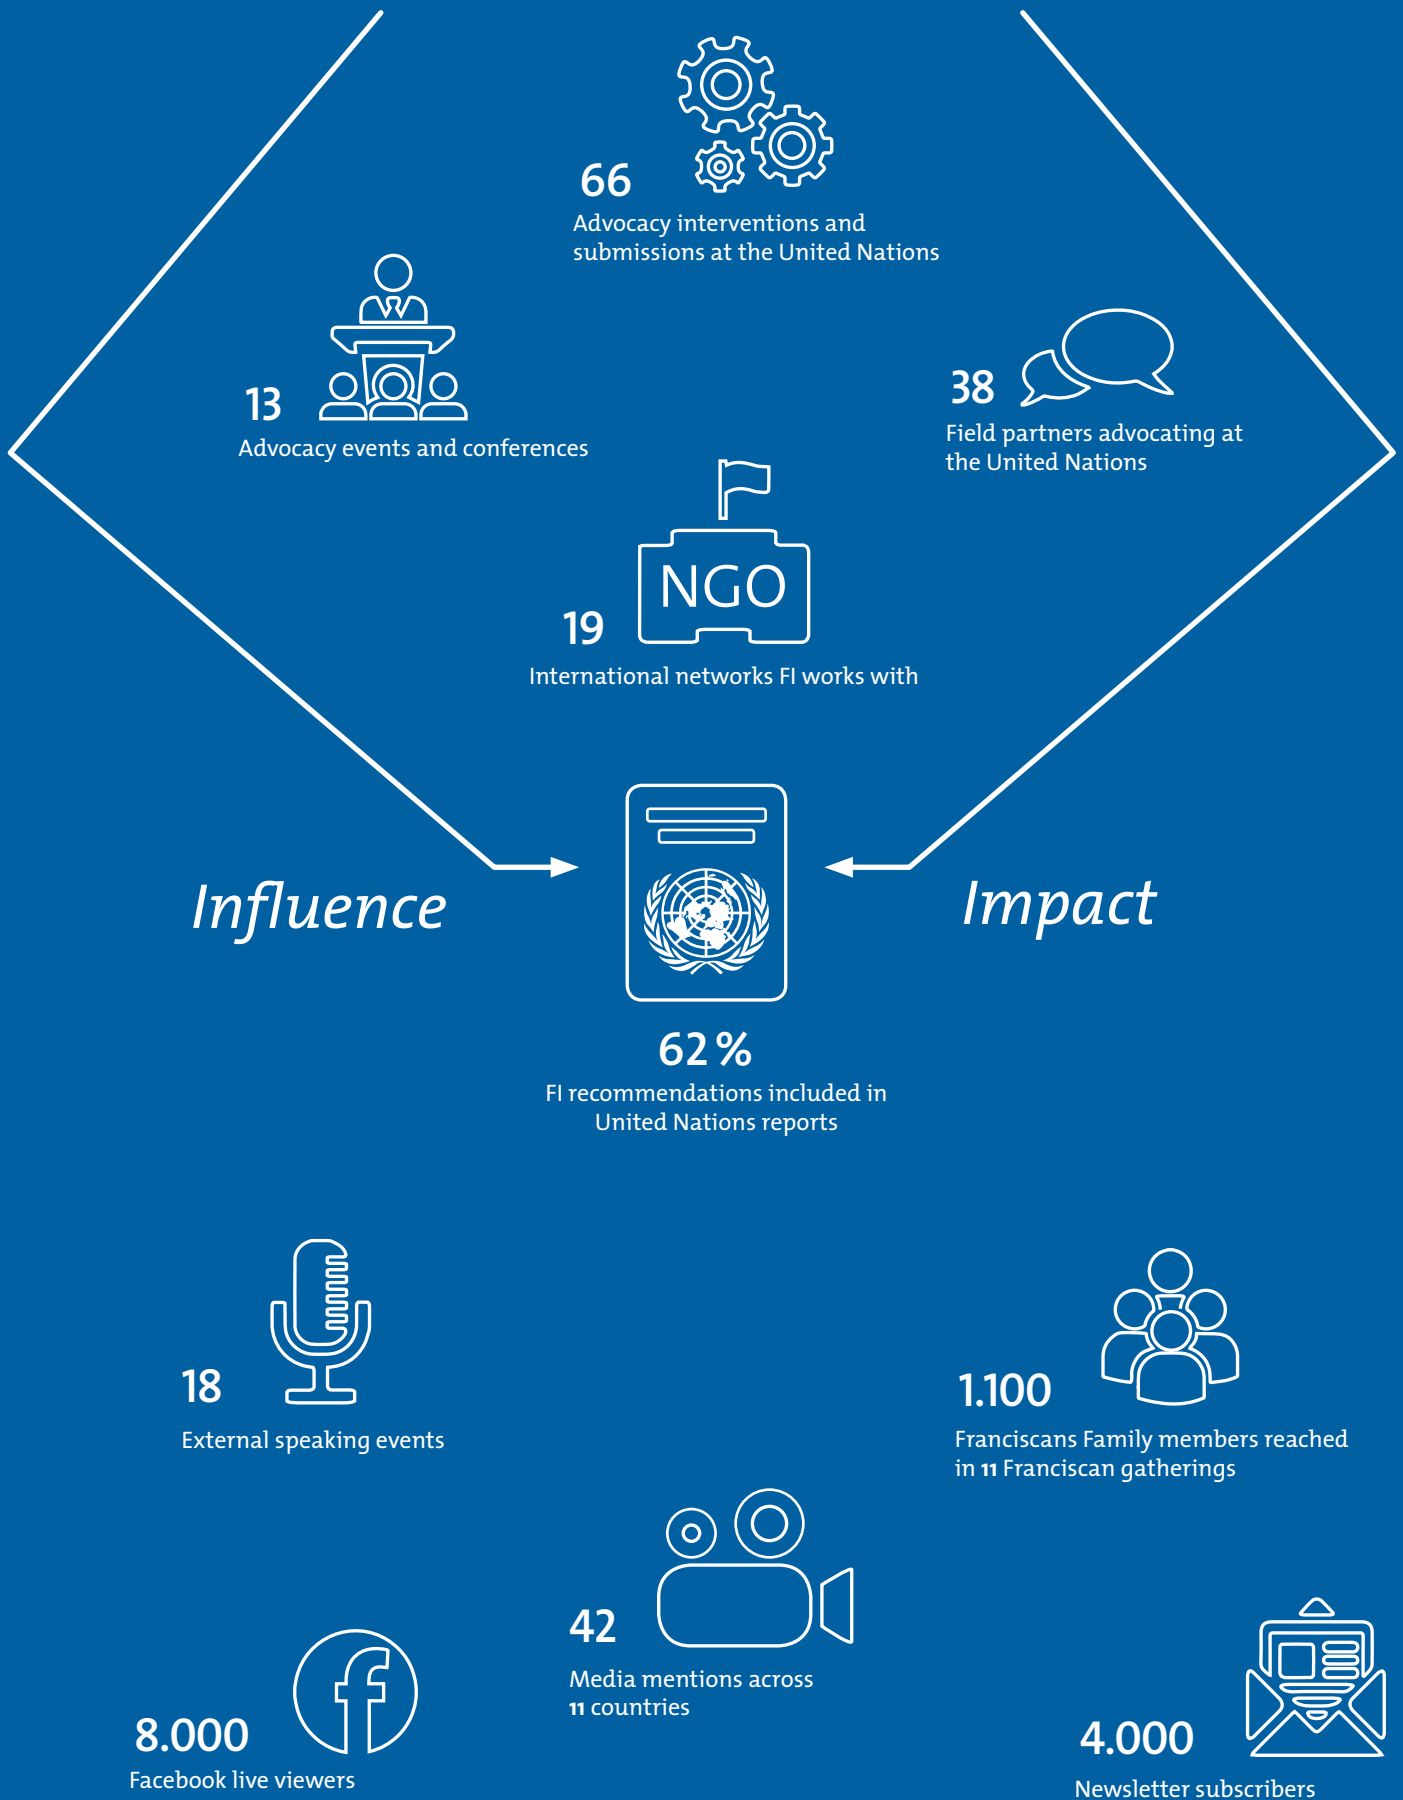 66
Advocacy interventions and
submissions at the United Nations
13
Advocacy events and conferences
38
Field partners advocating at
the United Nations
NGO
19
International networks FI works with
Influence
Impact
62 %
FI recommendations included in
United Nations reports
18
External speaking events
1.100
Franciscans Family members reached
in 11 Franciscan gatherings
42
Media mentions across
11 countries
8.000
Facebook live viewers
4.000
Newsletter subscribers